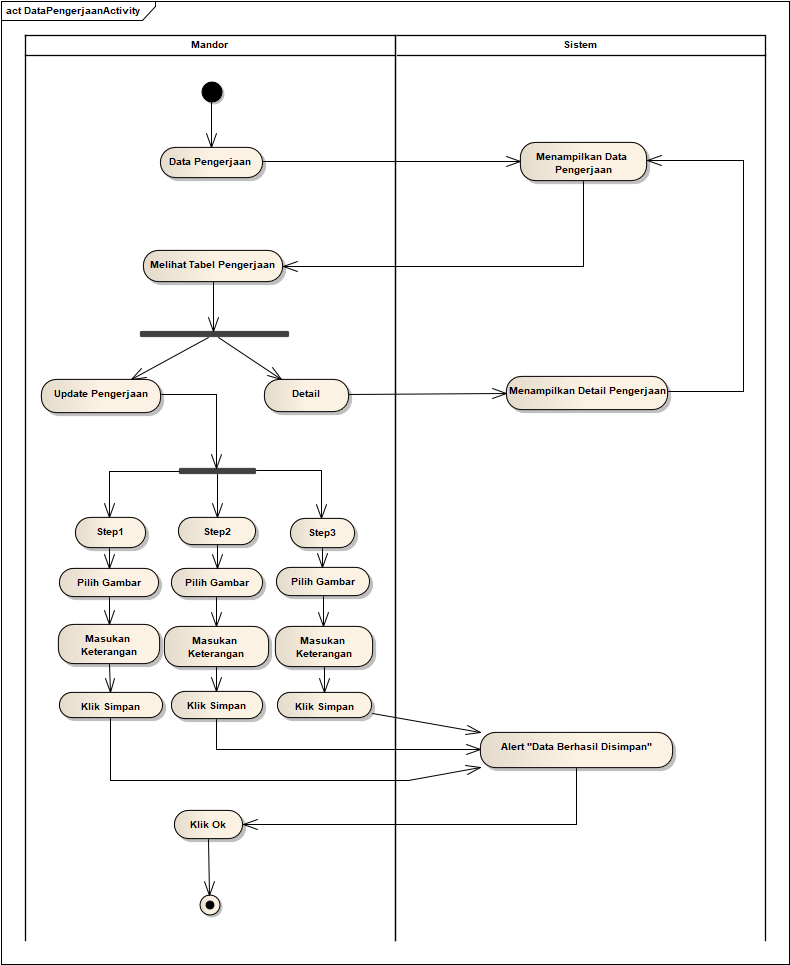 act DataPengerjaanActivity
Mandor
Sistem
Data Pengerjaan
Menampilkan Data
Pengerjaan
Melihat Tabel Pengerjaan
Update Pengerjaan
Detail
Menampilkan Detail Pengerjaan
Step1
Step2
Step3
Pilih Gambar
Pilih Gambar
Pilih Gambar
Masukan
Keterangan
Masukan
Keterangan
Masukan
Keterangan
Klik Simpan
Klik Simpan
Klik Simpan
Alert "Data Berhasil Disimpan"
Klik Ok